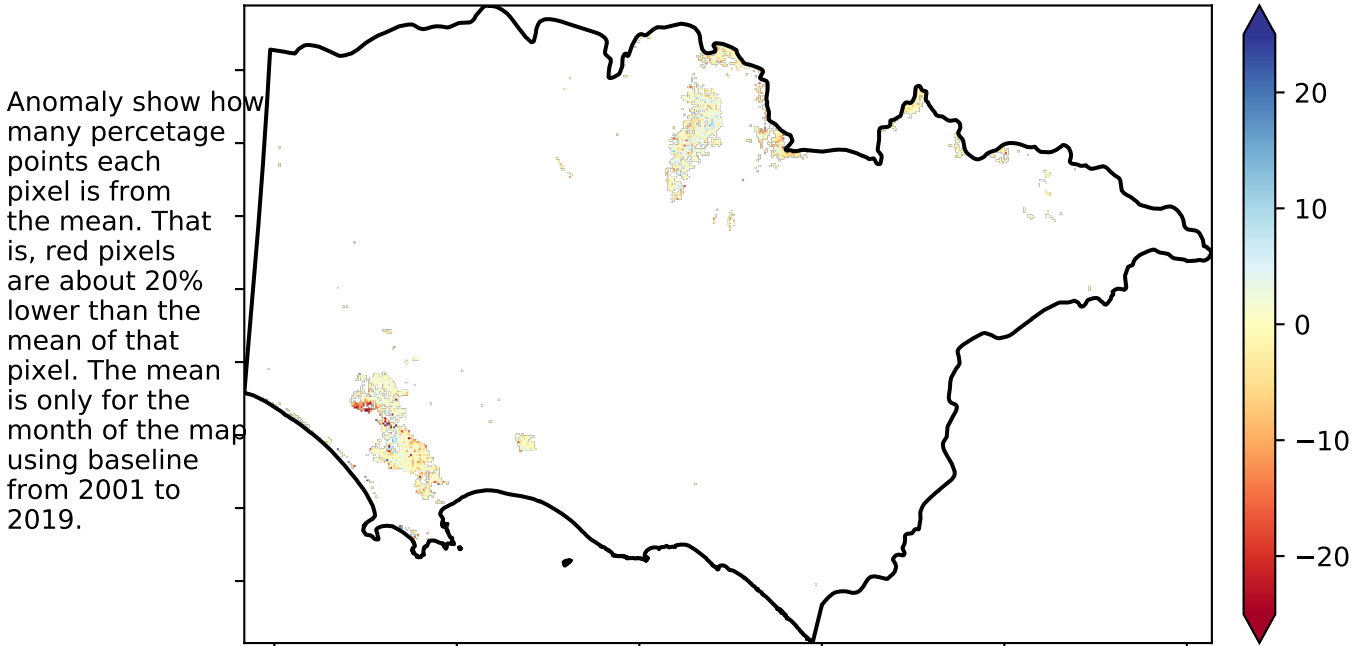 Anomaly show how
many percetage
points each
pixel is from
the mean. That
is, red pixels
are about 20%
lower than the
mean of that
pixel. The mean
is only for the
month of the map
using baseline
from 2001 to
2019.
20
10
0
−10
−20